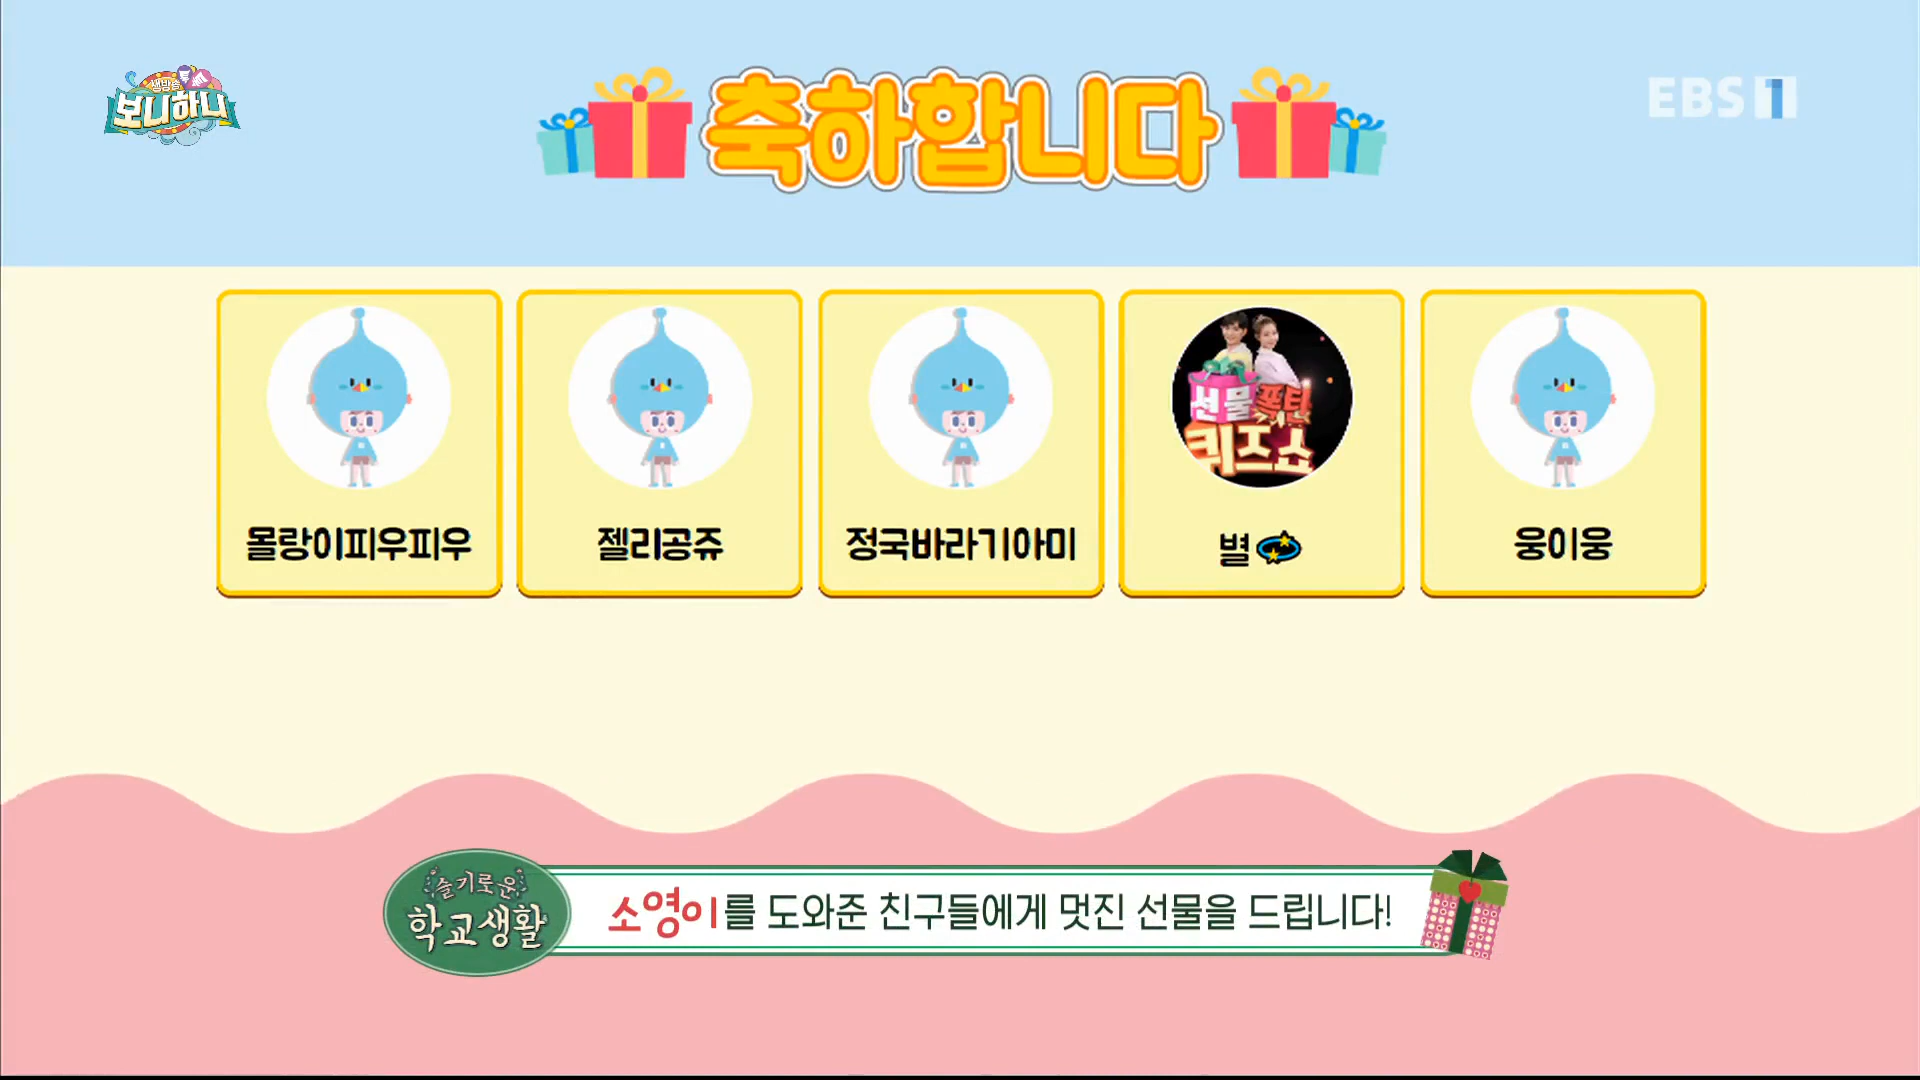 생방송 톡!톡!
보니하니
축하합니다
EBS 1
선물폭탄
퀴즈쇼
몰랑이피우피우
젤리공쥬
정국바라기아미
별💫
웅이웅
슬기로운
학교생활
소영이를 도와준 친구들에게 멋진 선물을 드립니다!